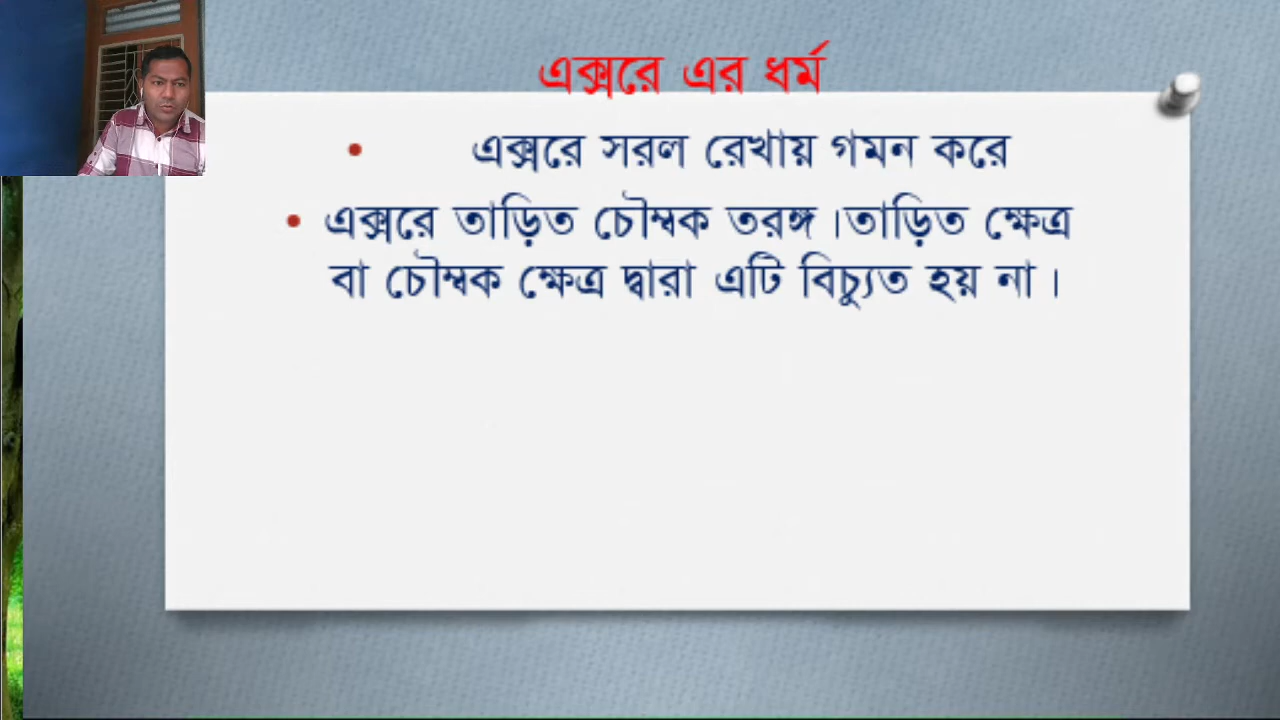 এক্সরে এর ধর্ম
• এক্সরে সরল রেখায় গমন করে
• এক্সরে তাড়িত চৌম্বক তরঙ্গ ।তাড়িত ক্ষেত্র
বা চৌম্বক ক্ষেত্র দ্বারা এটি বিচ্যুত হয় না ।